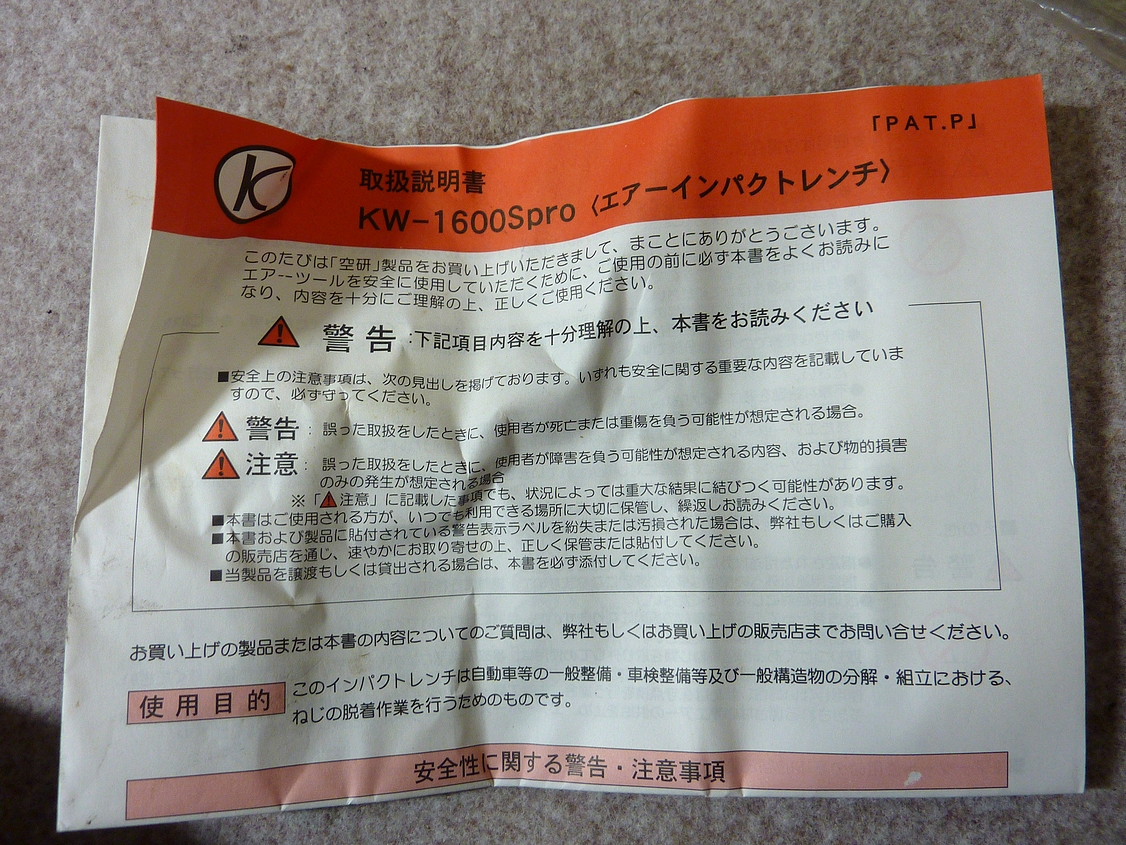 「PAT.P」
K
取扱説明書
KW-1600Spro〈エアーインパクトレンチ〉
このたびは「空研」製品をお買い上げいただきまして、まことにありがとうございます。
エアーツールを安全に使用していただくために、ご使用の前に必ず本書をよくお読みに
なり、内容を十分にご理解の上、正しくご使用ください。
警告:下記項目内容を十分理解の上、本書をお読みください
■安全上の注意事項は、次の見出しを掲げております。いずれも安全に関する重要な内容を記載していま
すので、必ず守ってください。
警告:誤った取扱をしたときに、使用者が死亡または重傷を負う可能性が想定される場合。
注意:誤った取扱をしたときに、使用者が障害を負う可能性が想定される内容、および物的損害
のみの発生が想定される場合
※「注意」に記載した事項でも、状況によっては重大な結果に結びつく可能性があります。
■本書はご使用される方が、いつでも利用できる場所に大切に保管し、繰返しお読みください。
■本書および製品に貼付されている警告表示ラベルを紛失または汚損された場合は、弊社もしくはご購入
の販売店を通じ、速やかにお取り寄せの上、正しく保管または貼付してください。
■当製品を譲渡もしくは貸出される場合は、本書を必ず添付してください。
お買い上げの製品または本書の内容についてのご質問は、弊社もしくはお買い上げの販売店までお問い合せください。
使用目的
このインパクトレンチは自動車等の一般整備・車検整備等及び一般構造物の分解・組立における、
ねじの脱着作業を行うためのものです。
安全性に関する警告・注意事項